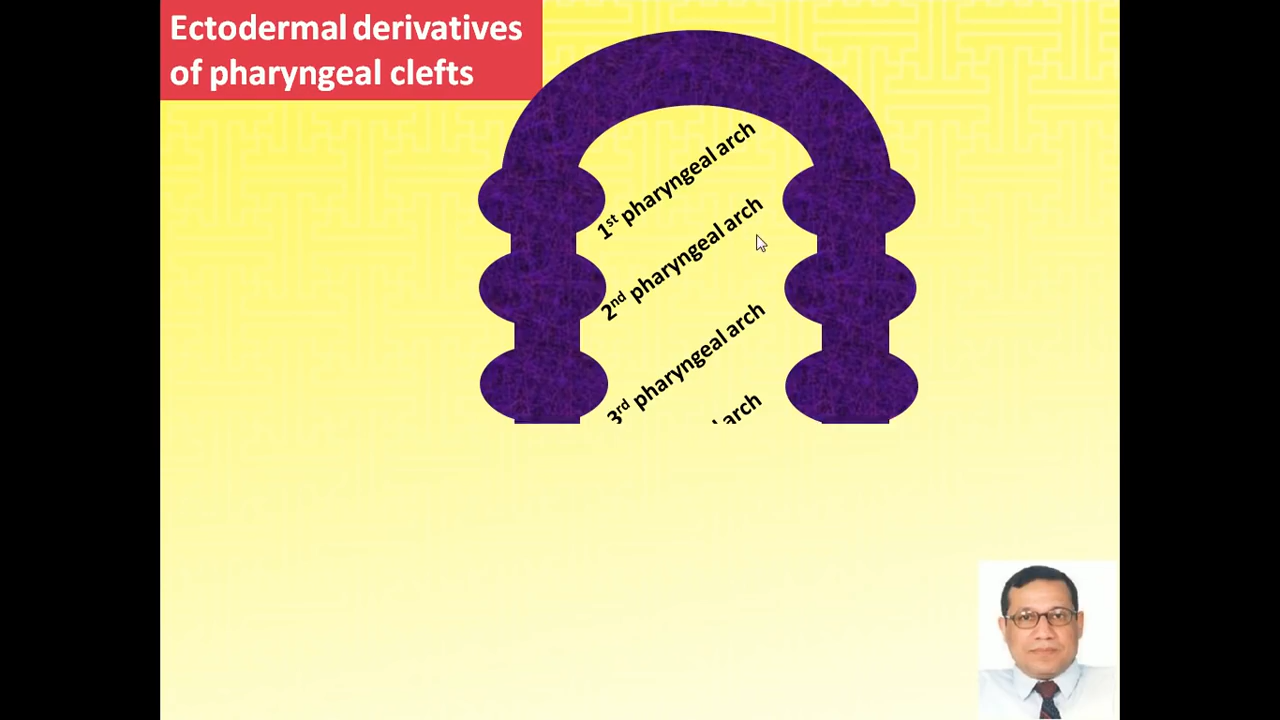 Ectodermal derivatives
of pharyngeal clefts
1st pharyngeal arch
2nd pharyngeal arch
3rd pharyngeal arch
arch